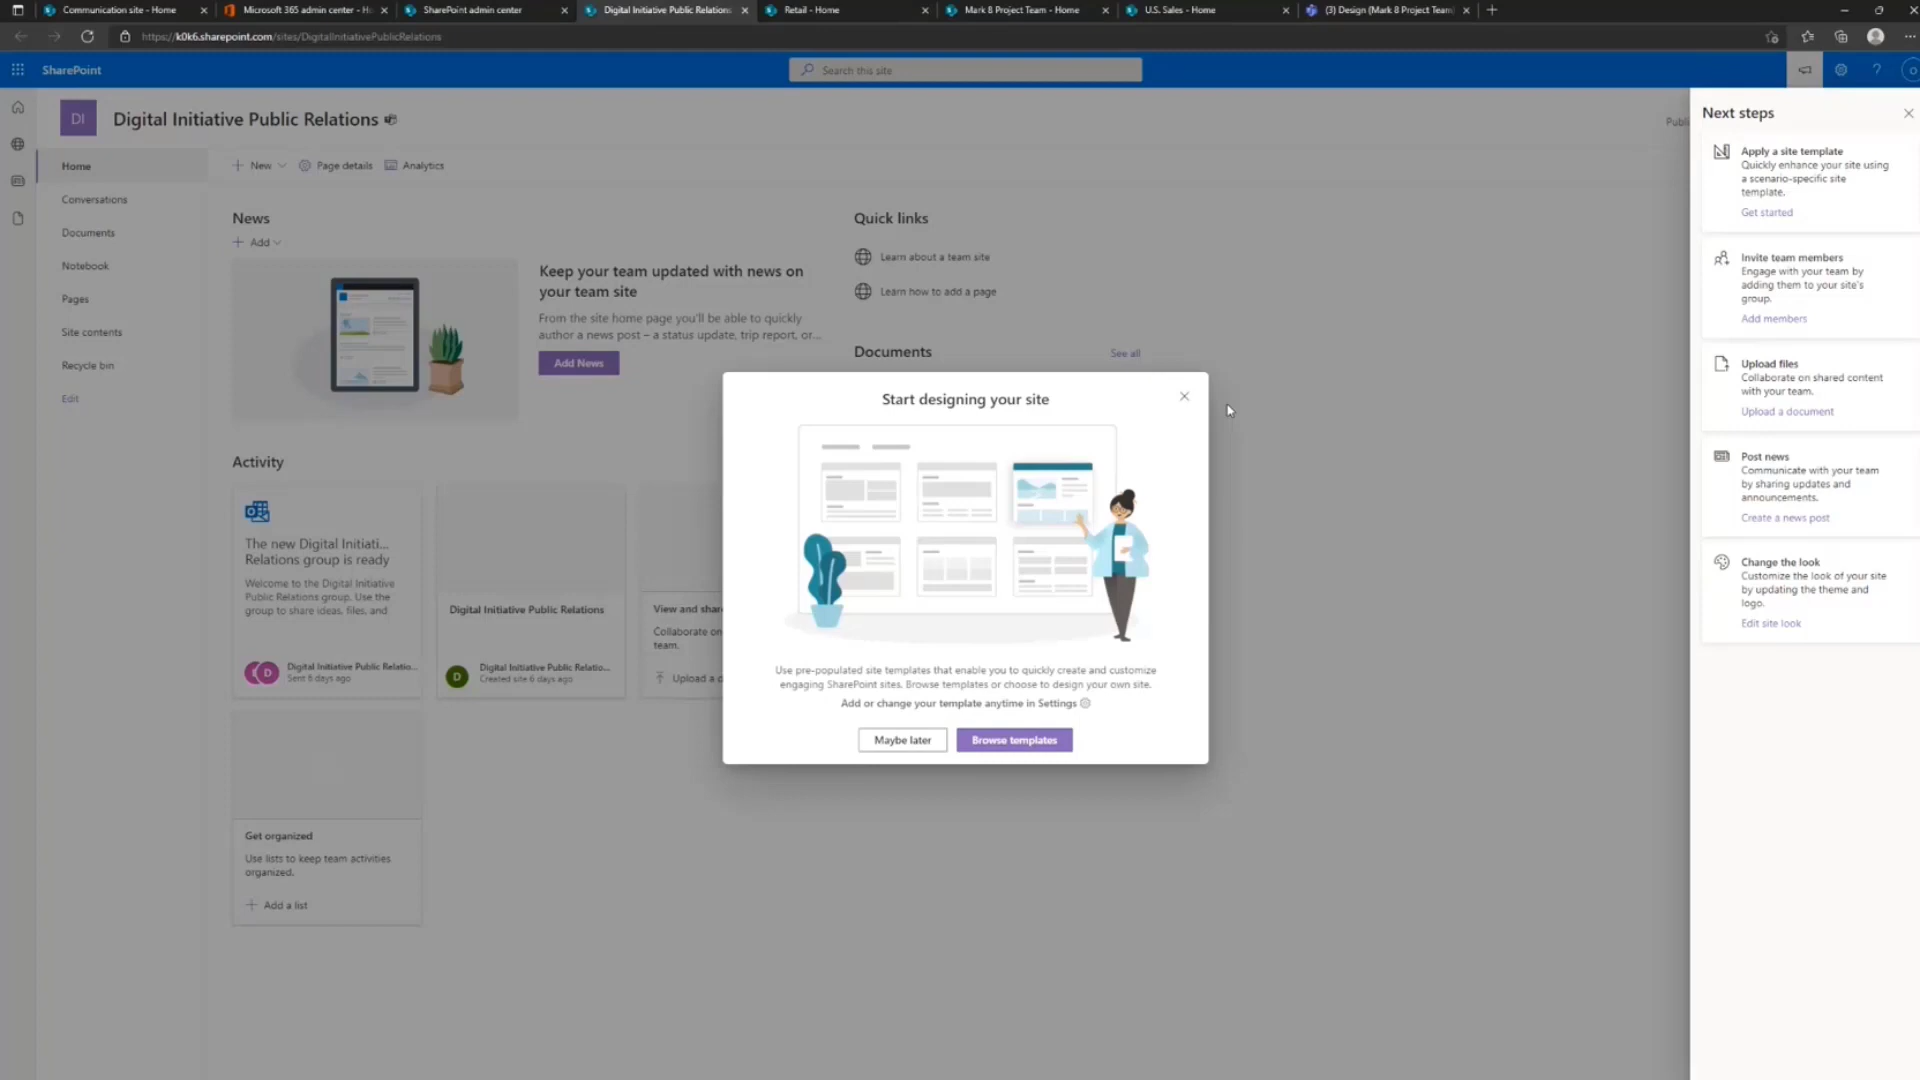 Communication site - Home
Microsoft 365 admin center - H
SharePoint admin center
Digital Initiative Public Relations
Retail - Home
Mark 8 Project Team - Home
U.S. Sales - Home
(3) Design (Mark 8 Project Team
https://k0k6.sharepoint.com/sites/DigitalInitiativePublicRelations
SharePoint
Search this site
DI
Digital Initiative Public Relations
Publi
Home
Conversations
Documents
Notebook
Pages
Site contents
Recycle bin
Edit
New
Page details
Analytics
News
Add
Keep your team updated with news on
your team site
From the site home page you'll be able to quickly
author a news post – a status update, trip report, or...
Add News
Quick links
Learn about a team site
Learn how to add a page
Documents
See all
Activity
The new Digital Initiati...
Relations group is ready
Welcome to the Digital Initiative
Public Relations group. Use the
group to share ideas, files, and
D
Digital Initiative Public Relatio...
Sent 6 days ago
Digital Initiative Public Relations
D
Digital Initiative Public Relatio...
Created site 6 days ago
View and shar
Collaborate on
team.
Upload a d
Get organized
Use lists to keep team activities
organized.
Add a list
Start designing your site
Use pre-populated site templates that enable you to quickly create and customize
engaging SharePoint sites. Browse templates or choose to design your own site.
Add or change your template anytime in Settings
Maybe later
Browse templates
Next steps
Apply a site template
Quickly enhance your site using
a scenario-specific site
template.
Get started
Invite team members
Engage with your team by
adding them to your site's
group.
Add members
Upload files
Collaborate on shared content
with your team.
Upload a document
Post news
Communicate with your team
by sharing updates and
announcements.
Create a news post
Change the look
Customize the look of your site
by updating the theme and
logo.
Edit site look